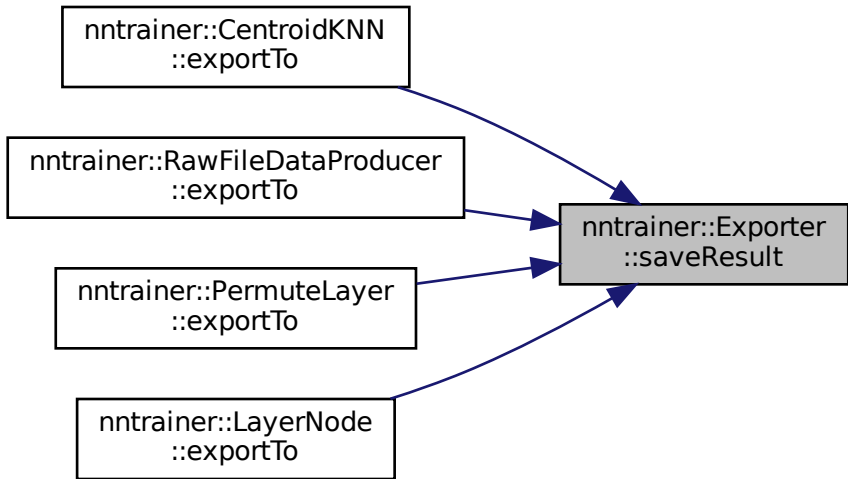 nntrainer::CentroidKNN
::exportTo
nntrainer::RawFileDataProducer
::exportTo
nntrainer::Exporter
::saveResult
nntrainer::PermuteLayer
::exportTo
nntrainer::LayerNode
::exportTo